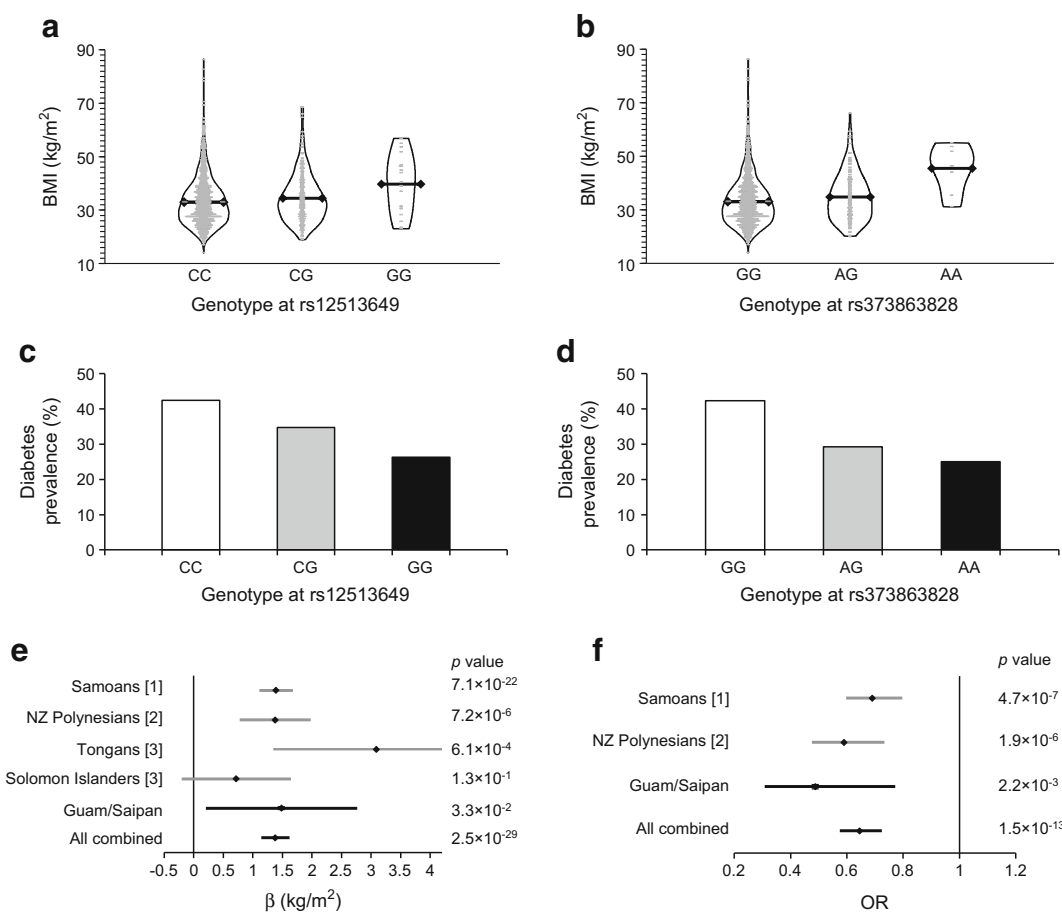 a
90
70
50
30
10
BMI (kg/m²)
CC CG GG
Genotype at rs12513649
b
90
70
50
30
10
BMI (kg/m²)
GG AG AA
Genotype at rs373863828
c
50
40
30
20
10
0
Diabetes
prevalence (%)
CC CG GG
Genotype at rs12513649
d
50
40
30
20
10
0
Diabetes
prevalence (%)
GG AG AA
Genotype at rs373863828
e
p value
Samoans [1] 7.1×10⁻²²
NZ Polynesians [2] 7.2×10⁻⁶
Tongans [3] 6.1×10⁻⁴
Solomon Islanders [3] 1.3×10⁻¹
Guam/Saipan 3.3×10⁻²
All combined 2.5×10⁻²⁹
-0.5 0 0.5 1 1.5 2 2.5 3 3.5 4
β (kg/m²)
f
p value
Samoans [1] 4.7×10⁻⁷
NZ Polynesians [2] 1.9×10⁻⁶
Guam/Saipan 2.2×10⁻³
All combined 1.5×10⁻¹³
0.2 0.4 0.6 0.8 1 1.2
OR